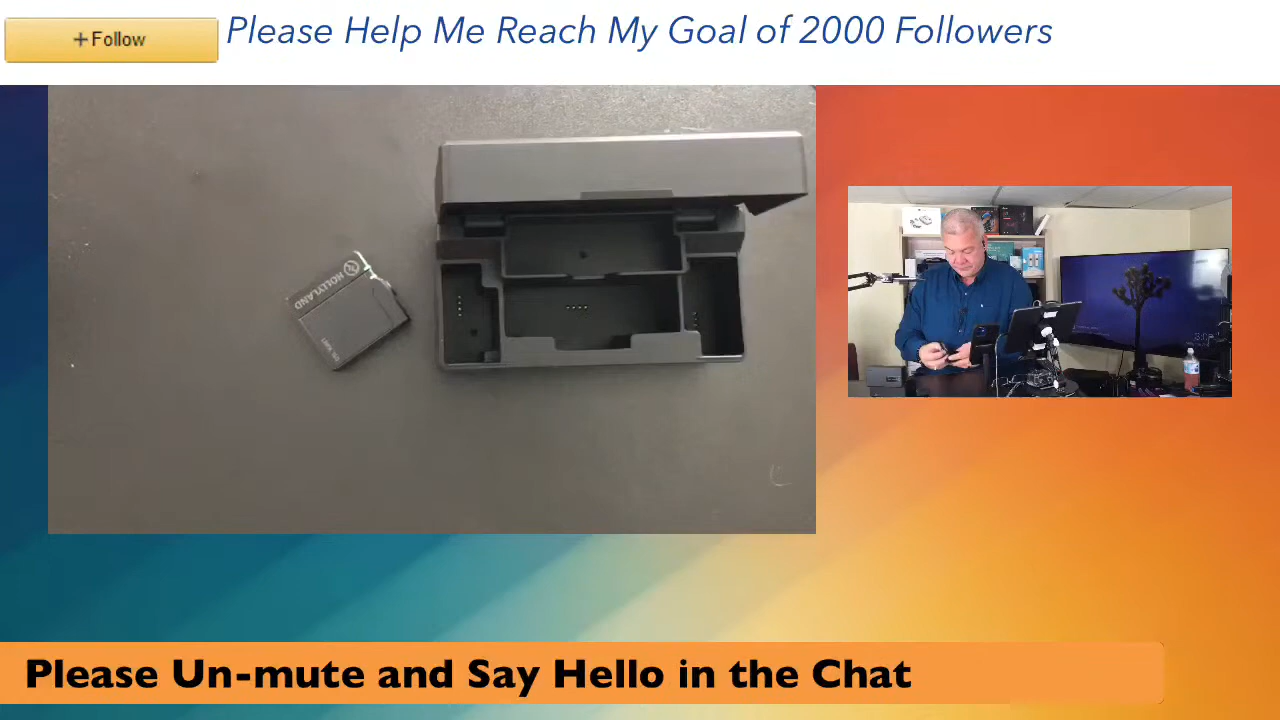 +Follow
Please Help Me Reach My Goal of 2000 Followers
HOLLYLAND
Please Un-mute and Say Hello in the Chat